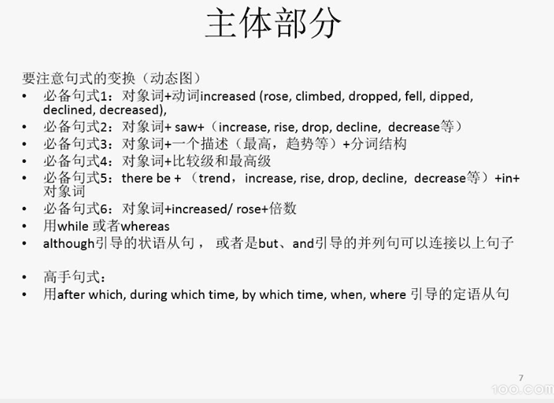 主体部分
要注意句式的变换（动态图）
• 必备句式1：对象词+动词increased (rose, climbed, dropped, fell, dipped,
declined, decreased),
• 必备句式2：对象词+ saw+（increase, rise, drop, decline, decrease等）
• 必备句式3：对象词+一个描述（最高，趋势等）+分词结构
• 必备句式4：对象词+比较级和最高级
• 必备句式5：there be + （trend，increase, rise, drop, decline, decrease等）+in+
对象词
• 必备句式6：对象词+increased/ rose+倍数
• 用while 或者whereas
• although引导的状语从句 ， 或者是but、and引导的并列句可以连接以上句子
• 高手句式：
• 用after which, during which time, by which time, when, where 引导的定语从句
7
100.com